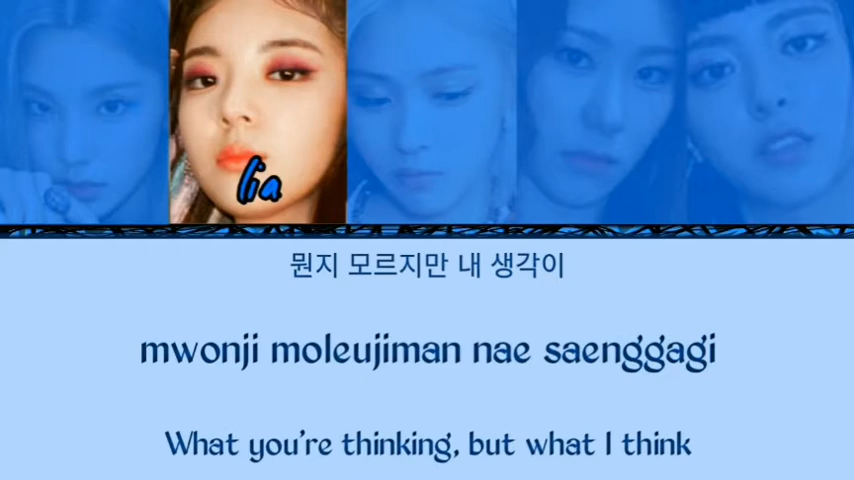 lia
뭔지 모르지만 내 생각이
mwonji moleujiman nae saenggagi
What you're thinking, but what I think